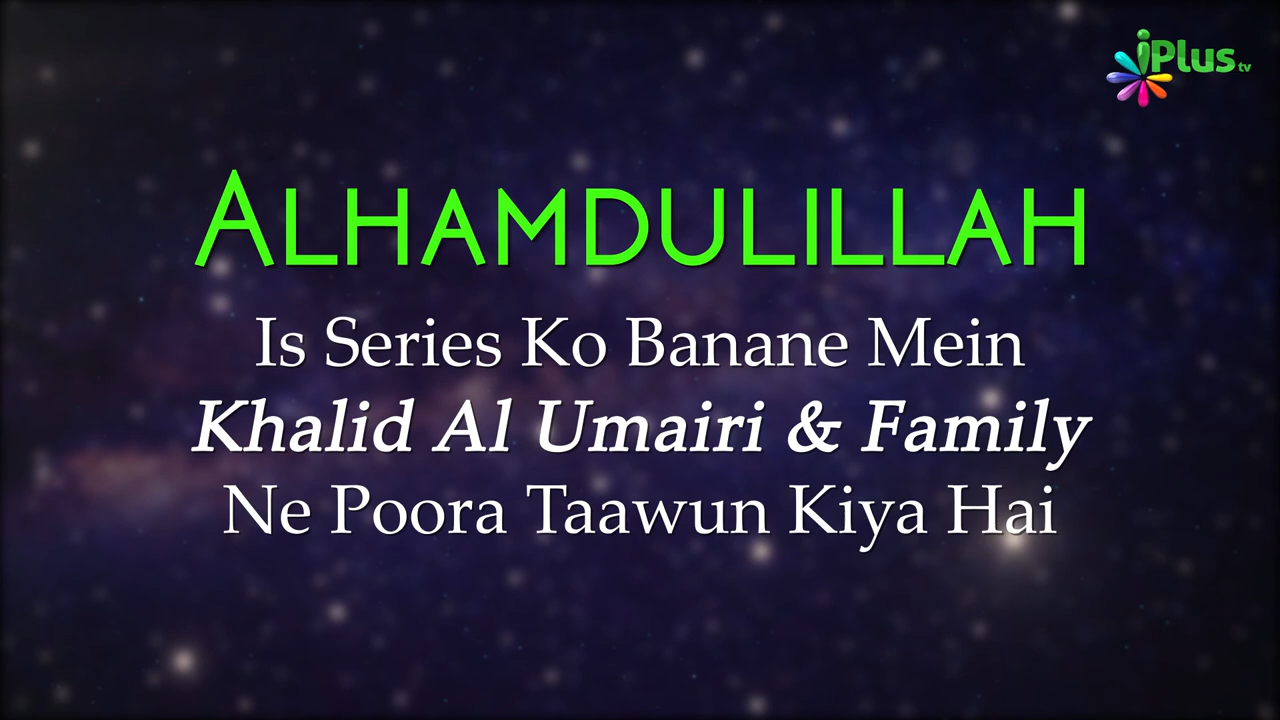 iPlus tv
ALHAMDULILLAH
Is Series Ko Banane Mein
Khalid Al Umairi & Family
Ne Poora Taawun Kiya Hai